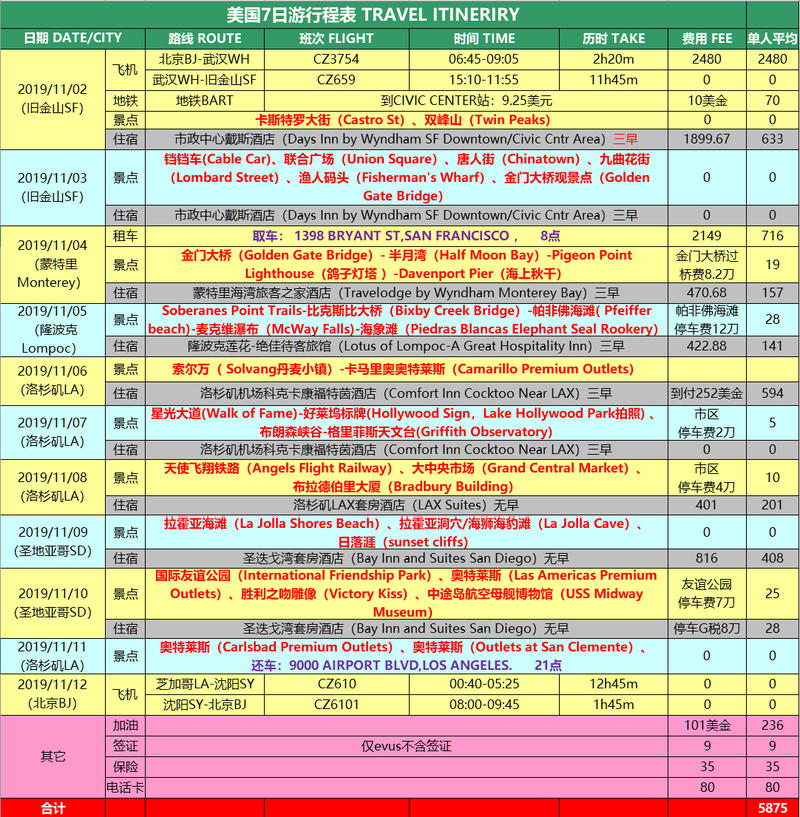 美国7日游行程表 TRAVEL ITINERIRY
日期 DATE/CITY 路线 ROUTE 班次 FLIGHT 时间 TIME 历时 TAKE 费用 FEE 单人平均
2019/11/02
(旧金山SF)
飞机 北京BJ-武汉WH CZ3754 06:45-09:05 2h20m 2480 2480
武汉WH-旧金山SF CZ659 15:10-11:55 11h45m 0 0
地铁 地铁BART 到CIVIC CENTER站：9.25美元 10美金 70
景点 卡斯特罗大街（Castro St）、双峰山（Twin Peaks） 0 0
住宿 市政中心戴斯酒店（Days Inn by Wyndham SF Downtown/Civic Cntr Area）三早 1899.67 633
2019/11/03
(旧金山SF)
景点 铛铛车(Cable Car)、联合广场（Union Square）、唐人街（Chinatown）、九曲花街
(Lombard Street）、渔人码头（Fisherman's Wharf）、金门大桥观景点（Golden
Gate Bridge) 0 0
住宿 市政中心戴斯酒店（Days Inn by Wyndham SF Downtown/Civic Cntr Area）三早 0 0
2019/11/04
(蒙特里
Monterey)
租车 取车： 1398 BRYANT ST,SAN FRANCISCO， 8点 2149 716
景点 金门大桥（Golden Gate Bridge）- 半月湾（Half Moon Bay）-Pigeon Point
Lighthouse（鸽子灯塔 ）-Davenport Pier（海上秋千） 金门大桥过
桥费8.2刀 19
住宿 蒙特里海湾旅客之家酒店（Travelodge by Wyndham Monterey Bay）三早 470.68 157
2019/11/05
(隆波克
Lompoc)
景点 Soberanes Point Trails-比克斯比大桥（Bixby Creek Bridge）-帕非佛海滩( Pfeiffer
beach)-麦克维瀑布（McWay Falls)-海象滩（Piedras Blancas Elephant Seal Rookery） 帕非佛海滩
停车费12刀 28
住宿 隆波克莲花-绝佳待客旅馆（Lotus of Lompoc-A Great Hospitality Inn）三早 422.88 141
2019/11/06
(洛杉矶LA)
景点 索尔万（ Solvang丹麦小镇）-卡马里奥奥特莱斯（Camarillo Premium Outlets） 0 0
住宿 洛杉矶机场科克卡康福特茵酒店（Comfort Inn Cocktoo Near LAX）三早 到付252美金 594
2019/11/07
(洛杉矶LA)
景点 星光大道(Walk of Fame)-好莱坞标牌(Hollywood Sign，Lake Hollywood Park拍照) 、
布朗森峡谷-格里菲斯天文台(Griffith Observatory) 市区
停车费2刀 5
住宿 洛杉矶机场科克卡康福特茵酒店（Comfort Inn Cocktoo Near LAX）三早 0 0
2019/11/08
(洛杉矶LA)
景点 天使飞翔铁路（Angels Flight Railway）、大中央市场（Grand Central Market）、
布拉德伯里大厦（Bradbury Building） 市区
停车费4刀 10
住宿 洛杉矶LAX套房酒店（LAX Suites）无早 401 201
2019/11/09
(圣地亚哥SD)
景点 拉霍亚海滩（La Jolla Shores Beach）、拉霍亚洞穴/海狮海豹滩（La Jolla Cave）、
日落涯（sunset cliffs） 0 0
住宿 圣迭戈湾套房酒店（Bay Inn and Suites San Diego）无早 816 408
2019/11/10
(圣地亚哥SD)
景点 国际友谊公园（International Friendship Park）、奥特莱斯（Las Americas Premium
Outlets）、胜利之吻雕像（Victory Kiss）、中途岛航空母舰博物馆（USS Midway
Museum） 友谊公园
停车费7刀 25
住宿 圣迭戈湾套房酒店（Bay Inn and Suites San Diego）无早 停车G税8刀 28
2019/11/11
(洛杉矶LA)
景点 奥特莱斯（Carlsbad Premium Outlets）、奥特莱斯（Outlets at San Clemente）、
还车：9000 AIRPORT BLVD,LOS ANGELES. 21点 0 0
2019/11/12
(北京BJ)
飞机 芝加哥LA-沈阳SY CZ610 00:40-05:25 12h45m 0 0
沈阳SY-北京BJ CZ6101 08:00-09:45 1h45m 0 0
其它 加油 101美金 236
签证 仅evus不含签证 9 9
保险 35 35
电话卡 80 80
合计 5875